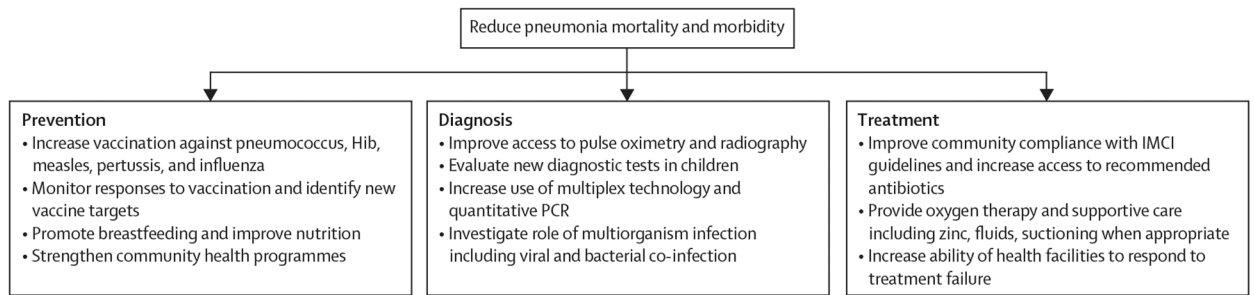 Reduce pneumonia mortality and morbidity
Prevention
• Increase vaccination against pneumococcus, Hib,
measles, pertussis, and influenza
• Monitor responses to vaccination and identify new
vaccine targets
• Promote breastfeeding and improve nutrition
• Strengthen community health programmes
Diagnosis
• Improve access to pulse oximetry and radiography
• Evaluate new diagnostic tests in children
• Increase use of multiplex technology and
quantitative PCR
• Investigate role of multiorganism infection
including viral and bacterial co-infection
Treatment
• Improve community compliance with IMCI
guidelines and increase access to recommended
antibiotics
• Provide oxygen therapy and supportive care
including zinc, fluids, suctioning when appropriate
• Increase ability of health facilities to respond to
treatment failure